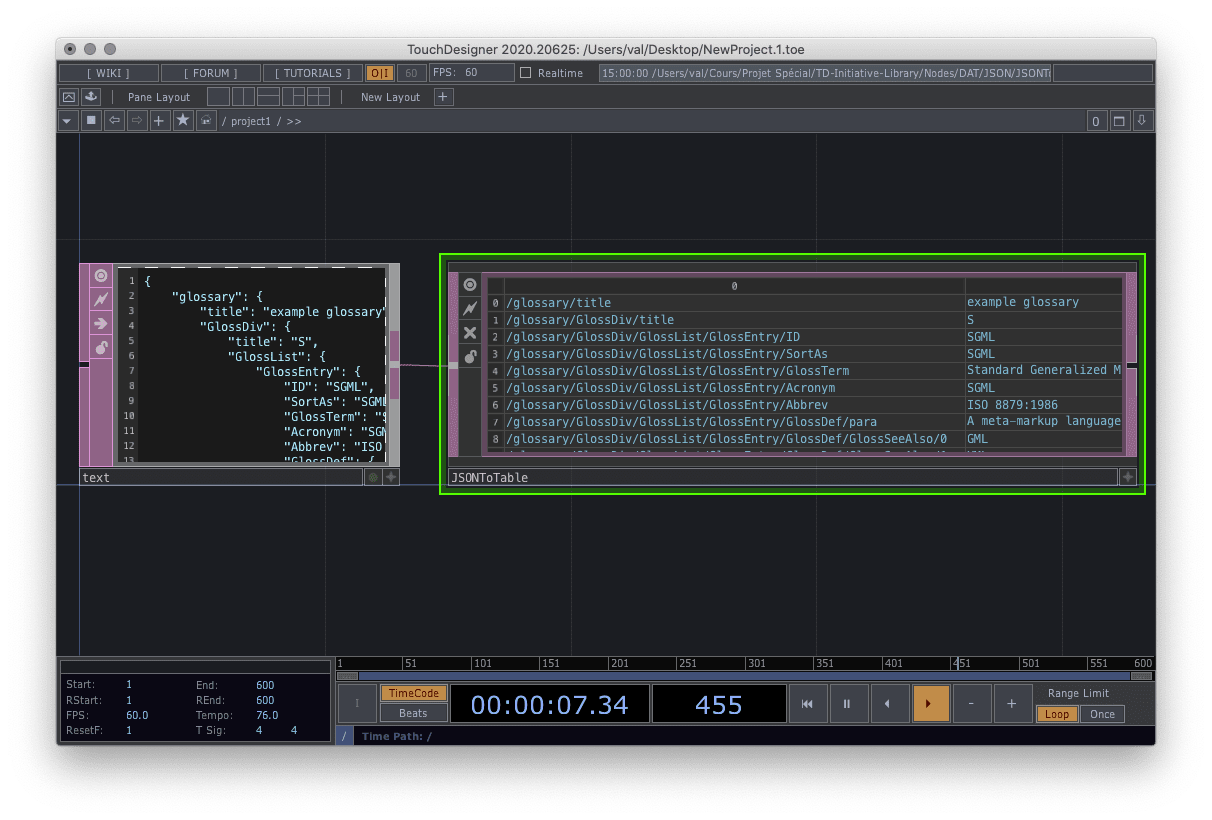 TouchDesigner 2020.20625: /Users/val/Desktop/NewProject.1.toe
[ WIKI ] [ FORUM ] [ TUTORIALS ] O|I 60 FPS: 60 Realtime 15:00:00 /Users/val/Cours/Projet Spécial/TD-Initiative-Library/Nodes/DAT/JSON/JSONTo
Pane Layout New Layout +
/ project1 / >> 0
1 {
2 "glossary": {
3 "title": "example glossary"
4 "GlossDiv": {
5 "title": "S",
6 "GlossList": {
7 "GlossEntry": {
8 "ID": "SGML",
9 "SortAs": "SGML
10 "GlossTerm": "S
11 "Acronym": "SGM
12 "Abbrev": "ISO
13 "GlossDef": {
text
0
0 /glossary/title example glossary
1 /glossary/GlossDiv/title S
2 /glossary/GlossDiv/GlossList/GlossEntry/ID SGML
3 /glossary/GlossDiv/GlossList/GlossEntry/SortAs SGML
4 /glossary/GlossDiv/GlossList/GlossEntry/GlossTerm Standard Generalized M
5 /glossary/GlossDiv/GlossList/GlossEntry/Acronym SGML
6 /glossary/GlossDiv/GlossList/GlossEntry/Abbrev ISO 8879:1986
7 /glossary/GlossDiv/GlossList/GlossEntry/GlossDef/para A meta-markup language
8 /glossary/GlossDiv/GlossList/GlossEntry/GlossDef/GlossSeeAlso/0 GML
JSONToTable
1 51 101 151 201 251 301 351 401 451 501 551 600
Start: 1 End: 600
RStart: 1 REnd: 600
FPS: 60.0 Tempo: 76.0
ResetF: 1 T Sig: 4 4
I TimeCode 00:00:07.34 455 - + Range Limit
Beats Loop Once
/ Time Path: /